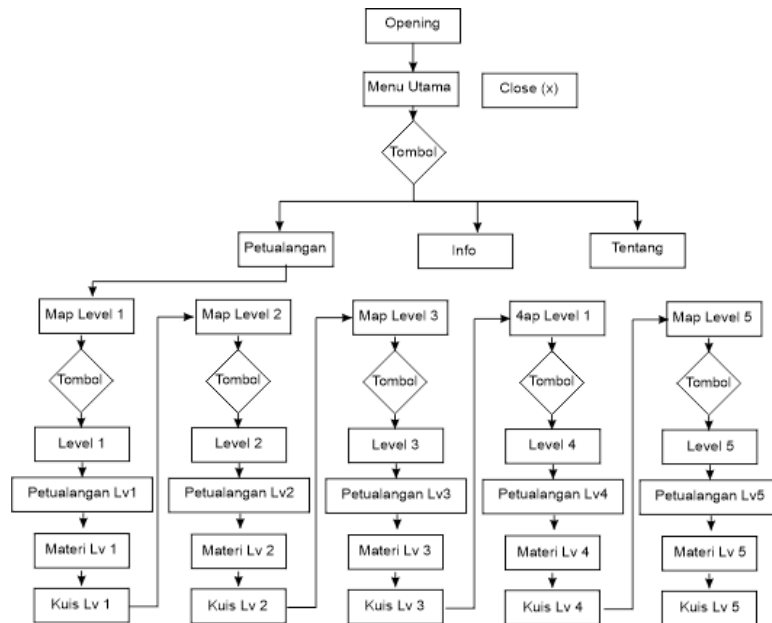 Opening
Menu Utama
Close (x)
Tombol
Petualangan
Info
Tentang
Map Level 1
Map Level 2
Map Level 3
4ap Level 1
Map Level 5
Tombol
Tombol
Tombol
Tombol
Tombol
Level 1
Level 2
Level 3
Level 4
Level 5
Petualangan Lv1
Petualangan Lv2
Petualangan Lv3
Petualangan Lv4
Petualangan Lv5
Materi Lv 1
Materi Lv 2
Materi Lv 3
Materi Lv 4
Materi Lv 5
Kuis Lv 1
Kuis Lv 2
Kuis Lv 3
Kuis Lv 4
Kuis Lv 5